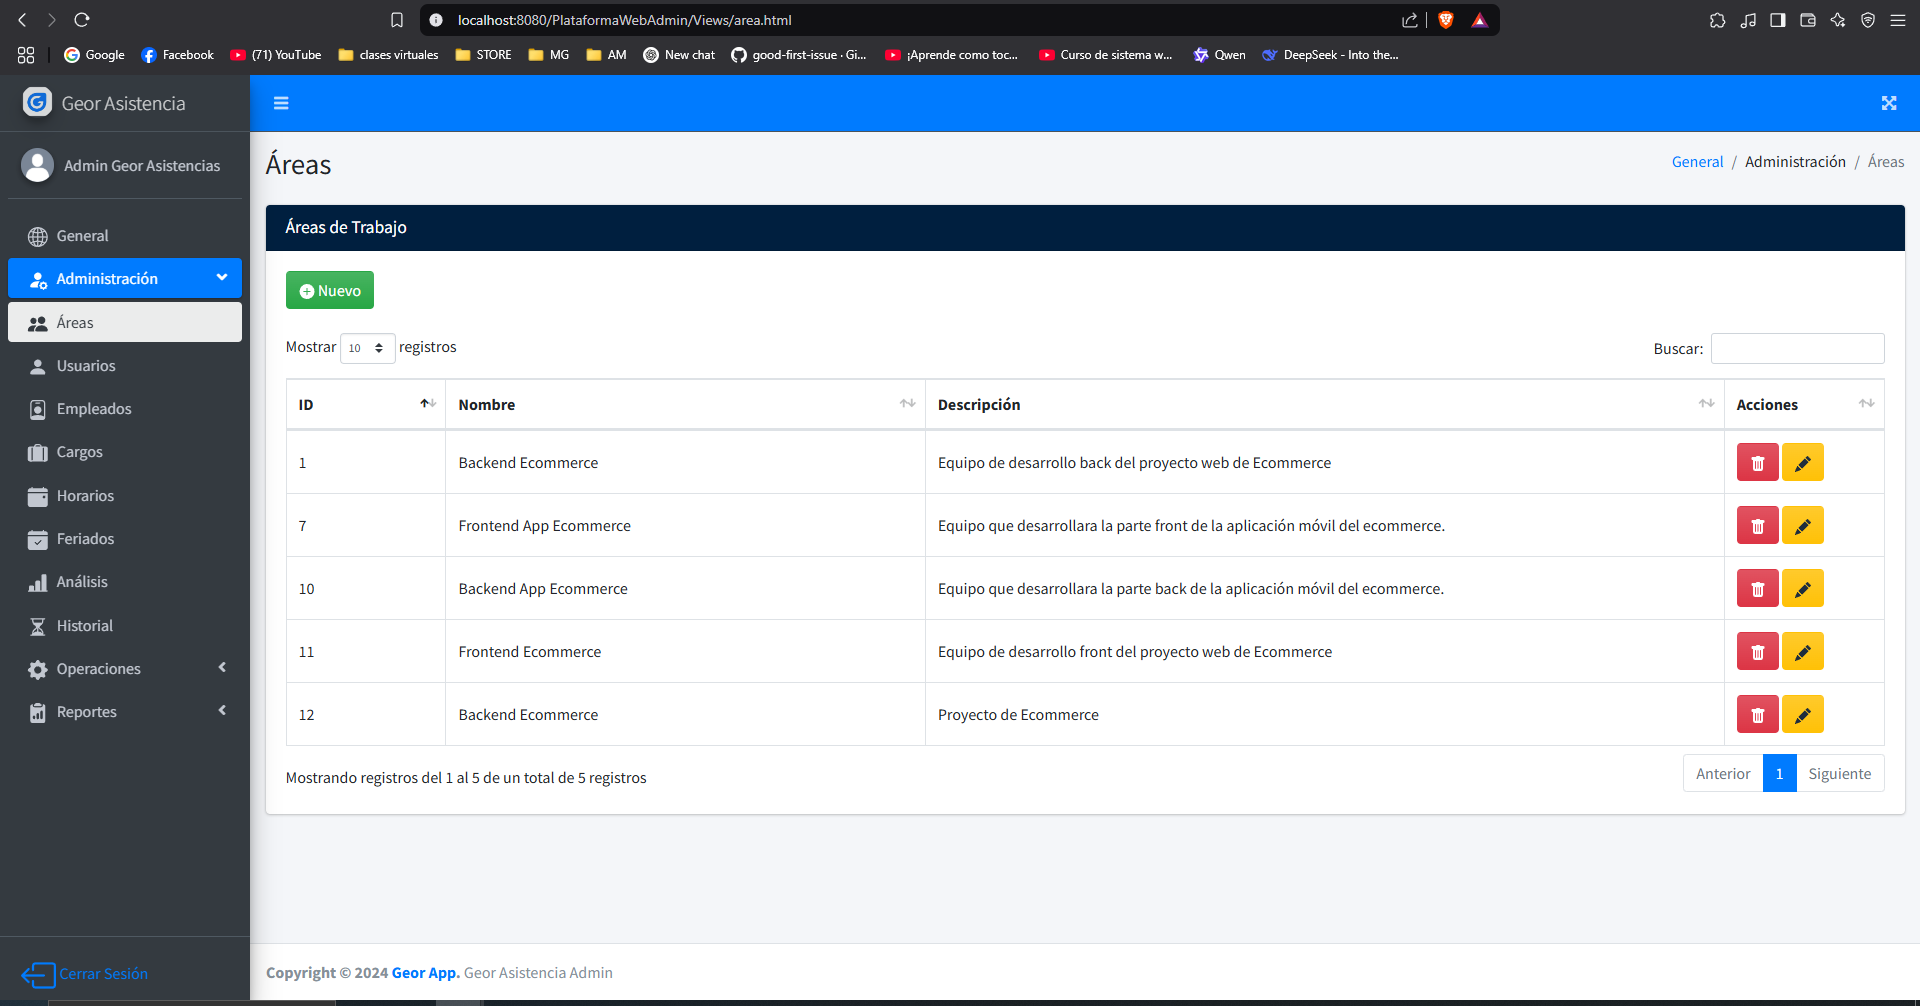 localhost:8080/PlataformaWebAdmin/Views/area.html
Google Facebook (71) YouTube clases virtuales STORE MG AM New chat good-first-issue · Gi... ¡Aprende como toc... Curso de sistema w... Qwen DeepSeek - Into the...
Geor Asistencia
Admin Geor Asistencias
General
Administración
Áreas
Usuarios
Empleados
Cargos
Horarios
Feriados
Análisis
Historial
Operaciones
Reportes
Cerrar Sesión
Áreas
General / Administración / Áreas
Áreas de Trabajo
Nuevo
Mostrar 10 registros
Buscar:
ID Nombre Descripción Acciones
1 Backend Ecommerce Equipo de desarrollo back del proyecto web de Ecommerce
7 Frontend App Ecommerce Equipo que desarrollara la parte front de la aplicación móvil del ecommerce.
10 Backend App Ecommerce Equipo que desarrollara la parte back de la aplicación móvil del ecommerce.
11 Frontend Ecommerce Equipo de desarrollo front del proyecto web de Ecommerce
12 Backend Ecommerce Proyecto de Ecommerce
Mostrando registros del 1 al 5 de un total de 5 registros
Anterior 1 Siguiente
Copyright © 2024 Geor App. Geor Asistencia Admin